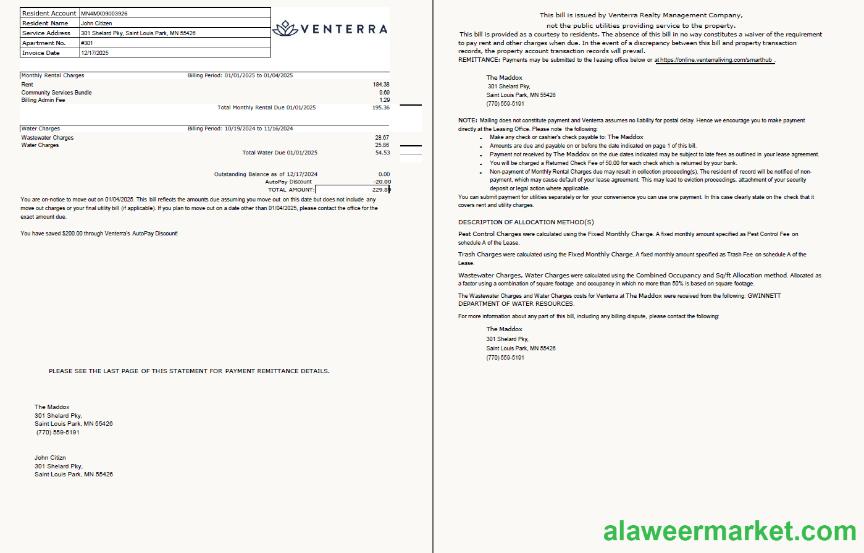 Resident Account MN4MX09003926
Resident Name John Citizen
Service Address 301 Shelard Pky, Saint Louis Park, MN 55426
Apartment No. #301
Invoice Date 12/17/2025
VENTERRA
Monthly Rental Charges Billing Period: 01/01/2025 to 01/04/2025
Rent 184.38
Community Services Bundle
Billing Admin Fee 1.29
Total Monthly Rental Due 01/01/2025 195.36
Water Charges Billing Period: 10/19/2024 to 11/16/2024
Wastewater Charges 28.67
Water Charges 25.86
Total Water Due 01/01/2025 54.53
Outstanding Balance as of 12/17/2024 0.00
AutoPay Discount -20.00
TOTAL AMOUNT: 229.89
You are on-notice to move out on 01/04/2025. This bill reflects the amounts due assuming you move out on this date but does not include any
move out charges or your final utility bill (if applicable). If you plan to move out on a date other than 01/04/2025, please contact the office for the
exact amount due.
You have saved $200.00 through Venterra's AutoPay Discount!
PLEASE SEE THE LAST PAGE OF THIS STATEMENT FOR PAYMENT REMITTANCE DETAILS.
The Maddox
301 Shelard Pky,
Saint Louis Park, MN 55426
(770) 559-5191
John Citizn
301 Shelard Pky,
Saint Louis Park, MN 55426
This bill is issued by Venterra Realty Management Company,
not the public utilities providing service to the property.
This bill is provided as a courtesy to residents. The absence of this bill in no way constitutes a waiver of the requirement
to pay rent and other charges when due. In the event of a discrepancy between this bill and property transaction
records, the property account transaction records will prevail.
REMITTANCE: Payments may be submitted to the leasing office below or at https://online.venterraliving.com/smarthub .
The Maddox
301 Shelard Pky,
Saint Louis Park, MN 55426
(770) 559-5191
NOTE: Mailing does not constitute payment and Venterra assumes no liability for postal delay. Hence we encourage you to make payment
directly at the Leasing Office. Please note the following:
• Make any check or cashier's check payable to: The Maddox
• Amounts are due and payable on or before the date indicated on page 1 of this bill.
• Payment not received by The Maddox on the due dates indicated may be subject to late fees as outlined in your lease agreement.
• You will be charged a Returned Check Fee of 50.00 for each check which is returned by your bank.
• Non-payment of Monthly Rental Charges due may result in collection proceeding(s). The resident of record will be notified of non-
payment, which may cause default of your lease agreement. This may lead to eviction proceedings, attachment of your security
deposit or legal action where applicable.
You can submit payment for utilities separately or for your convenience you can use one payment. In this case clearly state on the check that it
covers rent and utility charges.
DESCRIPTION OF ALLOCATION METHOD(S)
Pest Control Charges were calculated using the Fixed Monthly Charge. A fixed monthly amount specified as Pest Control Fee on
schedule A of the Lease.
Trash Charges were calculated using the Fixed Monthly Charge. A fixed monthly amount specified as Trash Fee on schedule A of the
Lease.
Wastewater Charges, Water Charges were calculated using the Combined Occupancy and Sq/ft Allocation method. Allocated as
a factor using a combination of square footage and occupancy in which no more than 50% is based on square footage.
The Wastewater Charges and Water Charges costs for Venterra at The Maddox were received from the following: GWINNETT
DEPARTMENT OF WATER RESOURCES.
For more information about any part of this bill, including any billing dispute, please contact the following:
The Maddox
301 Shelard Pky,
Saint Louis Park, MN 55426
(770) 559-5191
alaweermarket.com